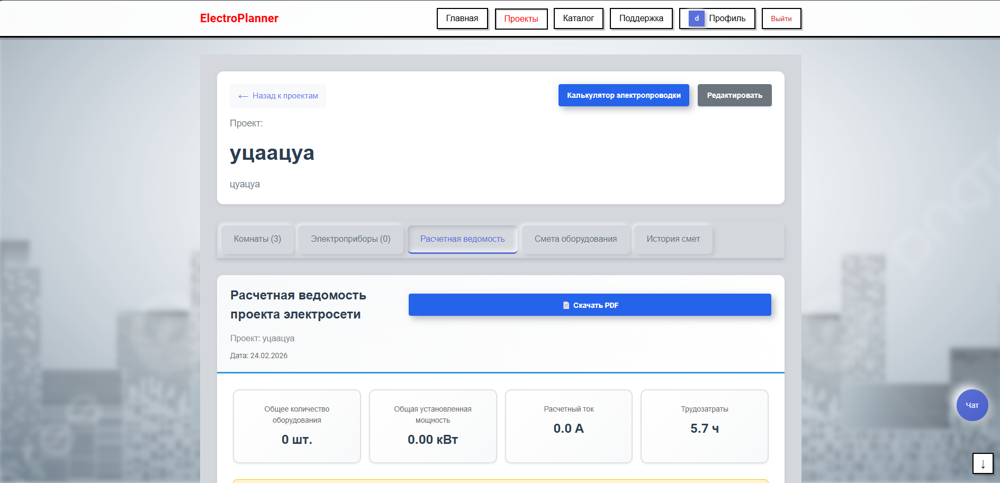 ElectroPlanner
Главная
Проекты
Каталог
Поддержка
d Профиль
Выйти
← Назад к проектам
Калькулятор электропроводки
Редактировать
Проект:
уцаацуа
цуацуа
Комнаты (3)
Электроприборы (0)
Расчетная ведомость
Смета оборудования
История смет
Расчетная ведомость
проекта электросети
Скачать PDF
Проект: уцаацуа
Дата: 24.02.2026
Общее количество
оборудования
0 шт.
Общая установленная
мощность
0.00 кВт
Расчетный ток
0.0 А
Трудозатраты
5.7 ч
Чат
↓